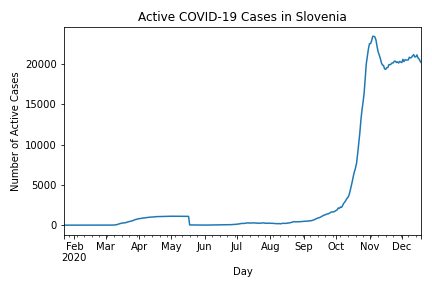 Active COVID-19 Cases in Slovenia
Number of Active Cases
20000
15000
10000
5000
0
Feb Mar Apr May Jun Jul Aug Sep Oct Nov Dec
2020
Day